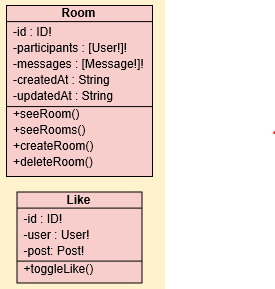 Room
-id : ID!
-participants : [User!]!
-messages : [Message!]!
-createdAt : String
-updatedAt : String
+seeRoom()
+seeRooms()
+createRoom()
+deleteRoom()
Like
-id : ID!
-user : User!
-post: Post!
+toggleLike()